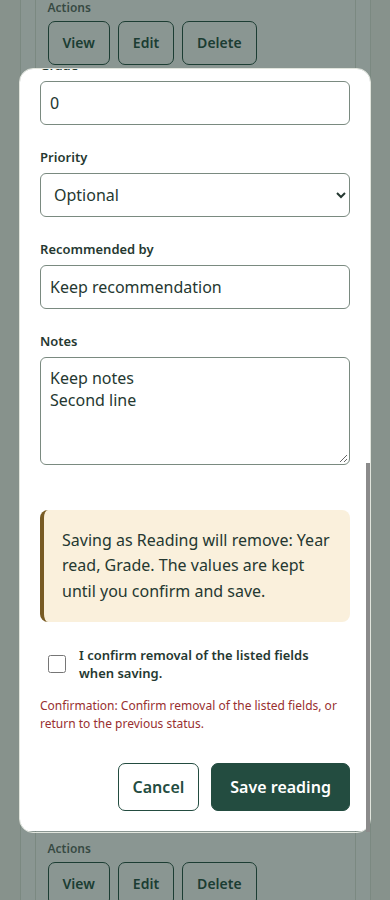 Actions
View Edit Delete
0
Priority
Optional
Recommended by
Keep recommendation
Notes
Keep notes
Second line
Saving as Reading will remove: Year
read, Grade. The values are kept
until you confirm and save.
I confirm removal of the listed fields
when saving.
Confirmation: Confirm removal of the listed fields, or
return to the previous status.
Cancel Save reading
Actions
View Edit Delete